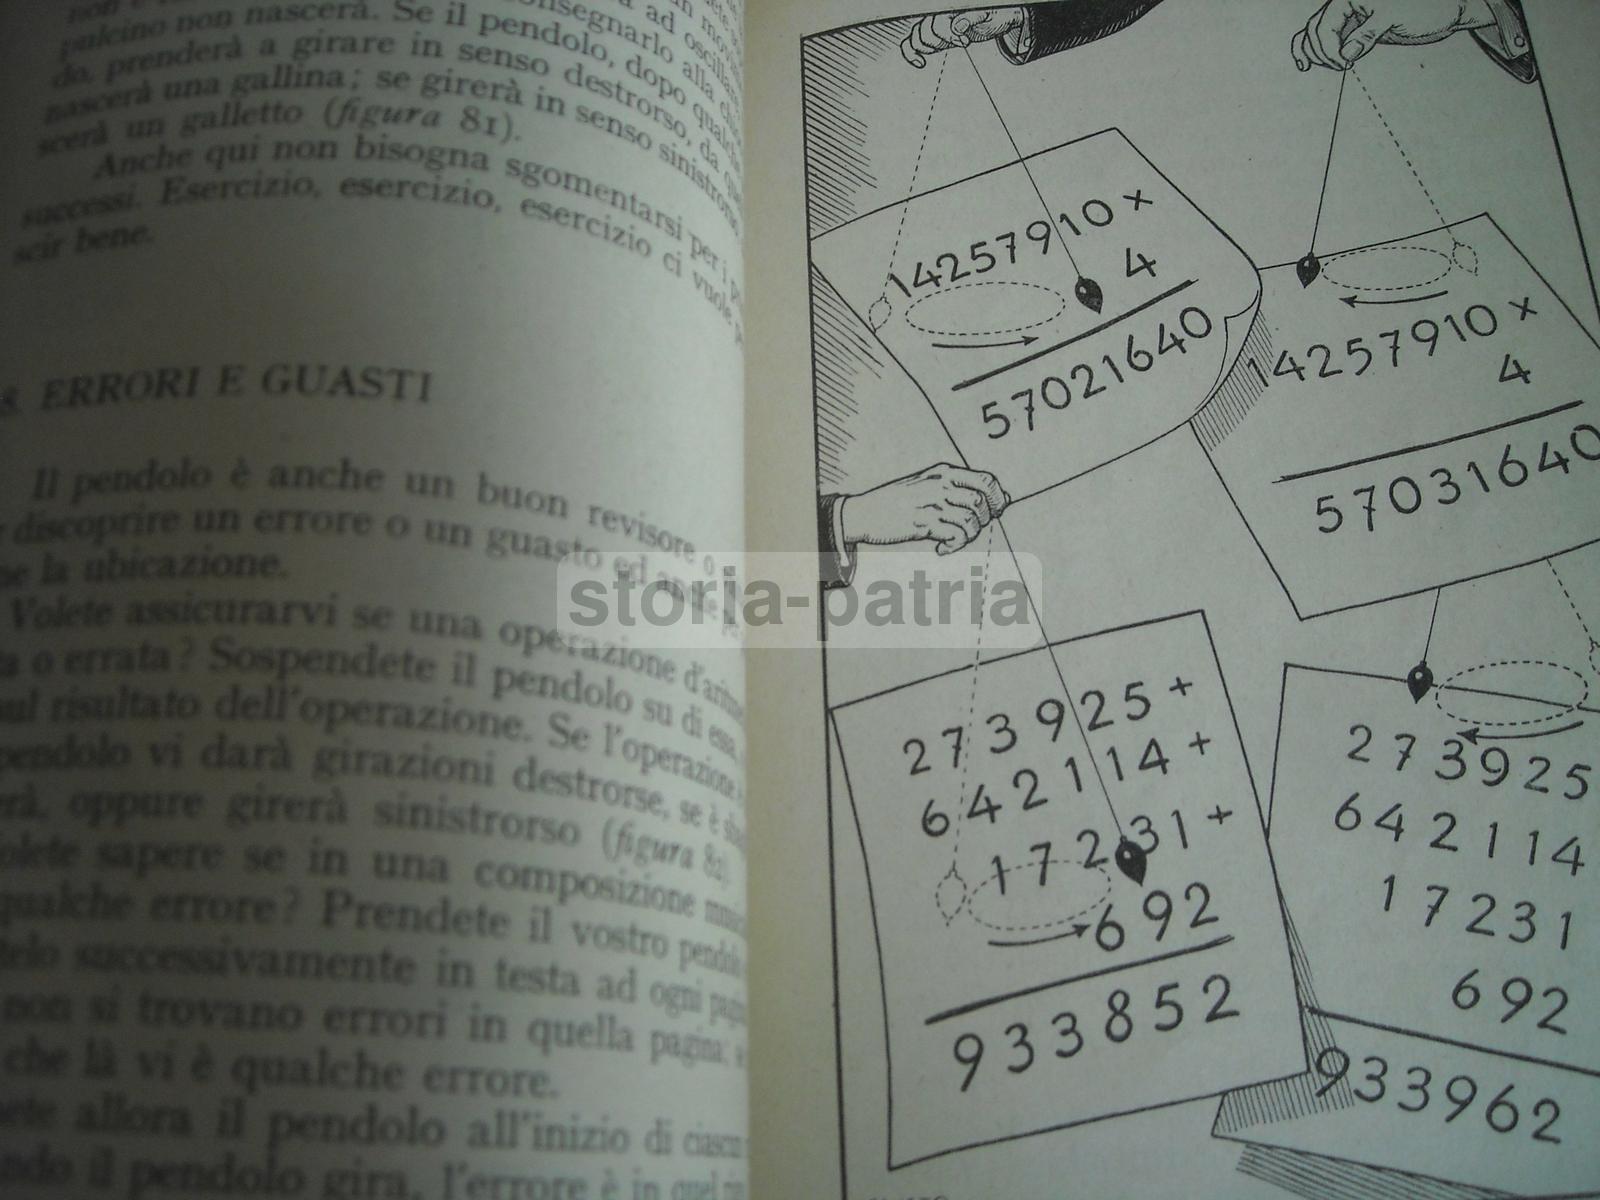 pulcino non nascerà. Se il pendolo, dopo qualche
do, prenderà a girare in senso destrorso, da
nascerà una gallina; se girerà in senso sinistrorso
scerà un galletto (figura 81).
Anche qui non bisogna sgomentarsi per i
successi. Esercizio, esercizio, esercizio ci vuole
scir bene.
8. ERRORI E GUASTI
Il pendolo è anche un buon revisore o
discoprire un errore o un guasto ed anche
la ubicazione.
Volete assicurarvi se una operazione
o errata? Sospendete il pendolo su di essa,
sul risultato dell'operazione. Se l'operazione è
pendolo vi darà girazioni destrorse, se è
oppure girerà sinistrorso (figura 82).
sapere se in una composizione
qualche errore? Prendete il vostro pendolo
successivamente in testa ad ogni pagina
non si trovano errori in quella pagina:
che là vi è qualche errore.
allora il pendolo all'inizio di
il pendolo gira, l'errore è in quel
14257910 ×
4
57021640
14257910 ×
4
57031640
273925 +
642114 +
17231 +
692
933852
273925
642114
17231
692
933962
storia-patria